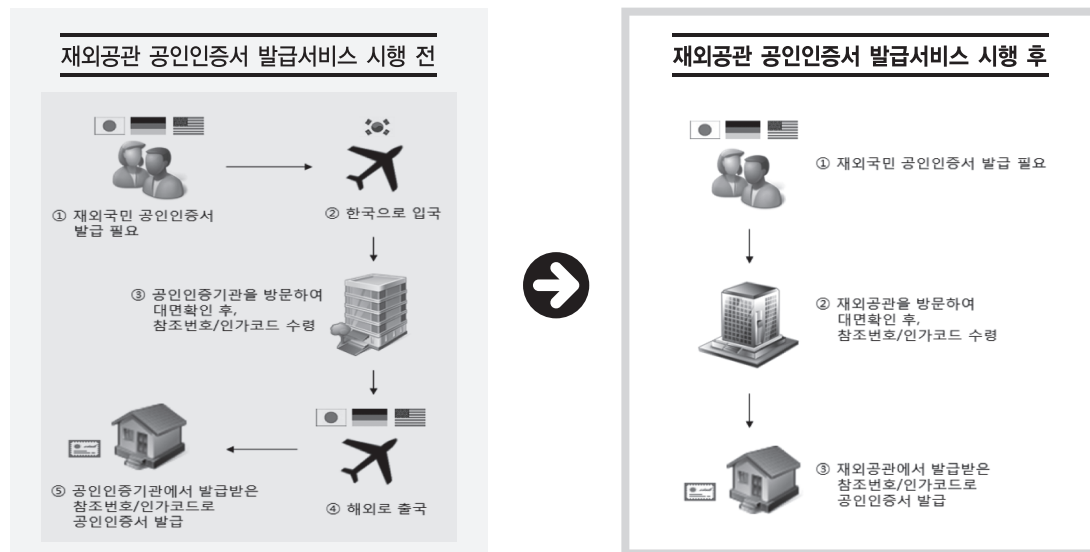 재외공관 공인인증서 발급서비스 시행 전
① 재외국민 공인인증서
발급 필요
② 한국으로 입국
③ 공인인증기관을 방문하여
대면확인 후,
참조번호/인가코드 수령
④ 해외로 출국
⑤ 공인인증기관에서 발급받은
참조번호/인가코드로
공인인증서 발급
재외공관 공인인증서 발급서비스 시행 후
① 재외국민 공인인증서 발급 필요
② 재외공관을 방문하여
대면확인 후,
참조번호/인가코드 수령
③ 재외공관에서 발급받은
참조번호/인가코드로
공인인증서 발급